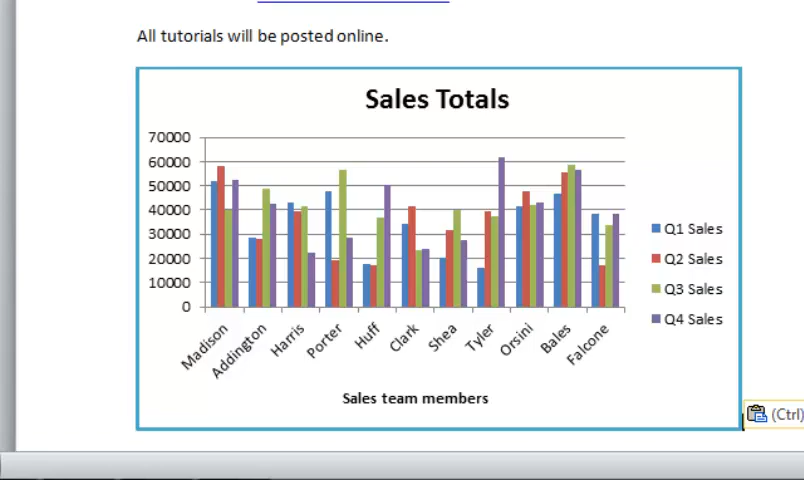 All tutorials will be posted online.
Sales Totals
70000
60000
50000
40000
30000
20000
10000
0
Madison
Addington
Harris
Porter
Huff
Clark
Shea
Tyler
Orsini
Bales
Falcone
Sales team members
Q1 Sales
Q2 Sales
Q3 Sales
Q4 Sales
(Ctrl)